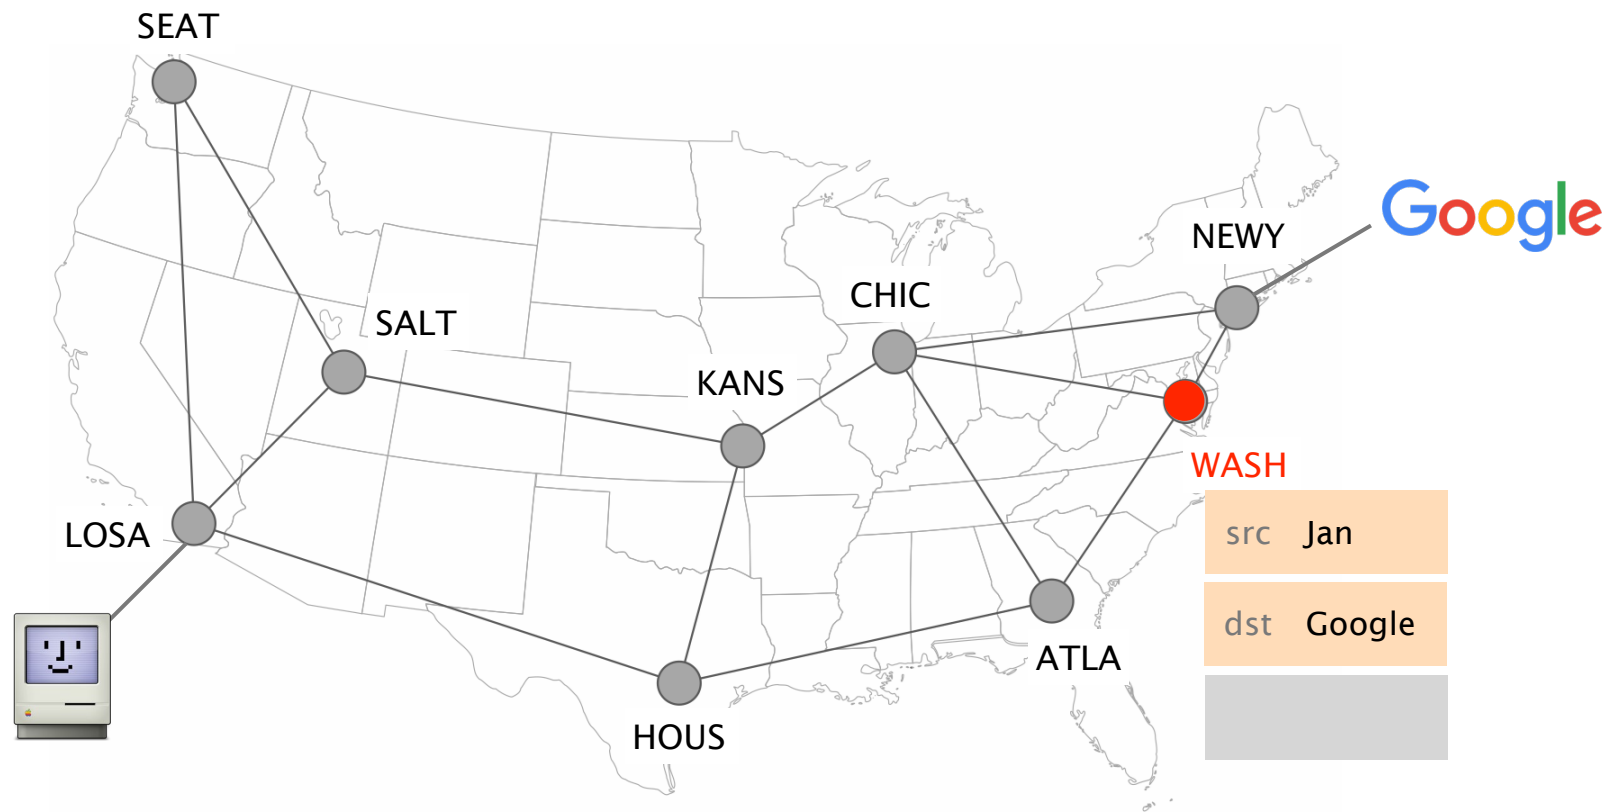 SEAT
Google
NEWY
CHIC
SALT
KANS
WASH
LOSA
src Jan
dst Google
ATLA
HOUS